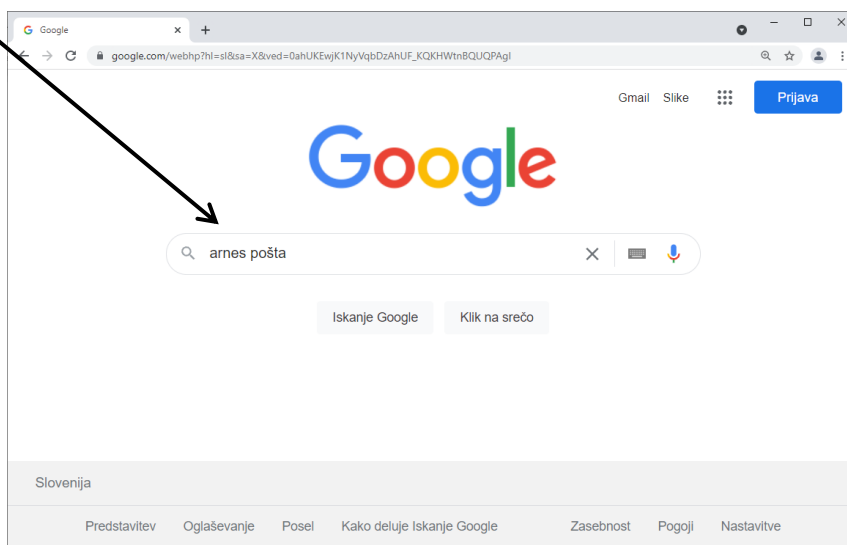 Google
google.com/webhp?hl=sl&sa=X&ved=0ahUKEwjK1NyVqbDzAhUF_KQKHWtnBQUQPAgI
Gmail Slike Prijava
Google
arnes pošta
Iskanje Google Klik na srečo
Slovenija
Predstavitev Oglaševanje Posel Kako deluje Iskanje Google Zasebnost Pogoji Nastavitve